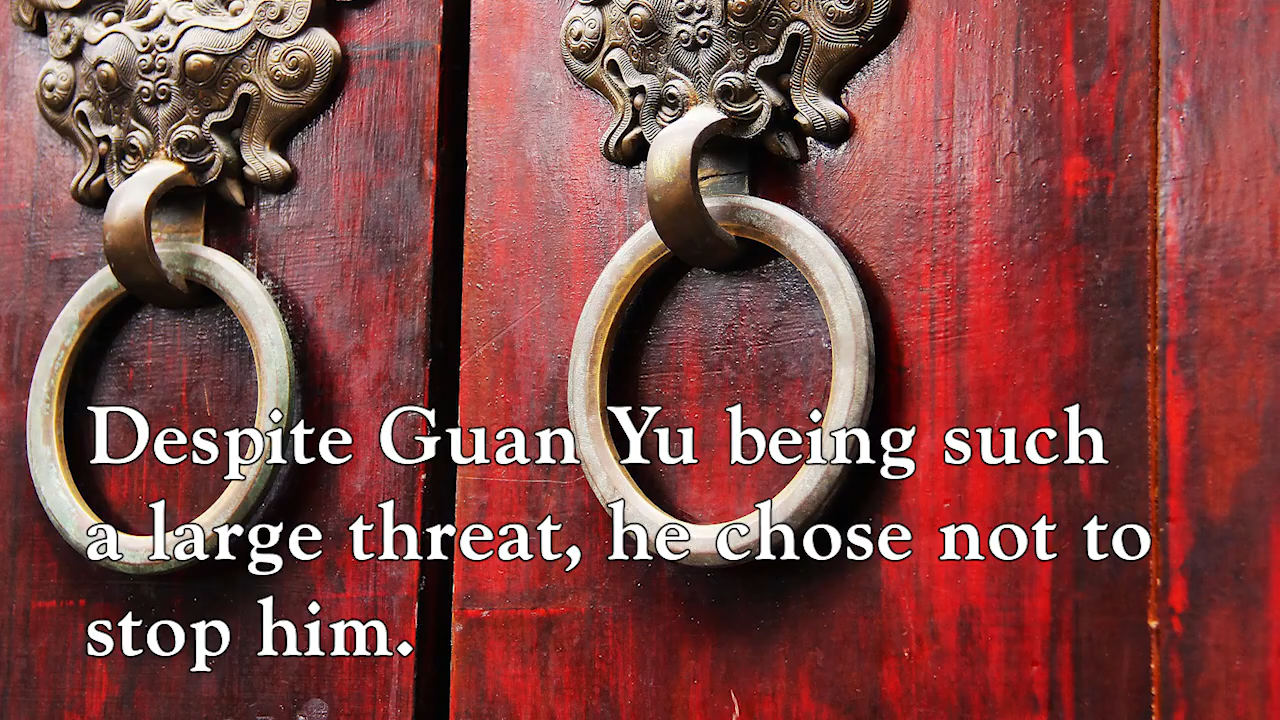 Despite Guan Yu being such
a large threat, he chose not to
stop him.